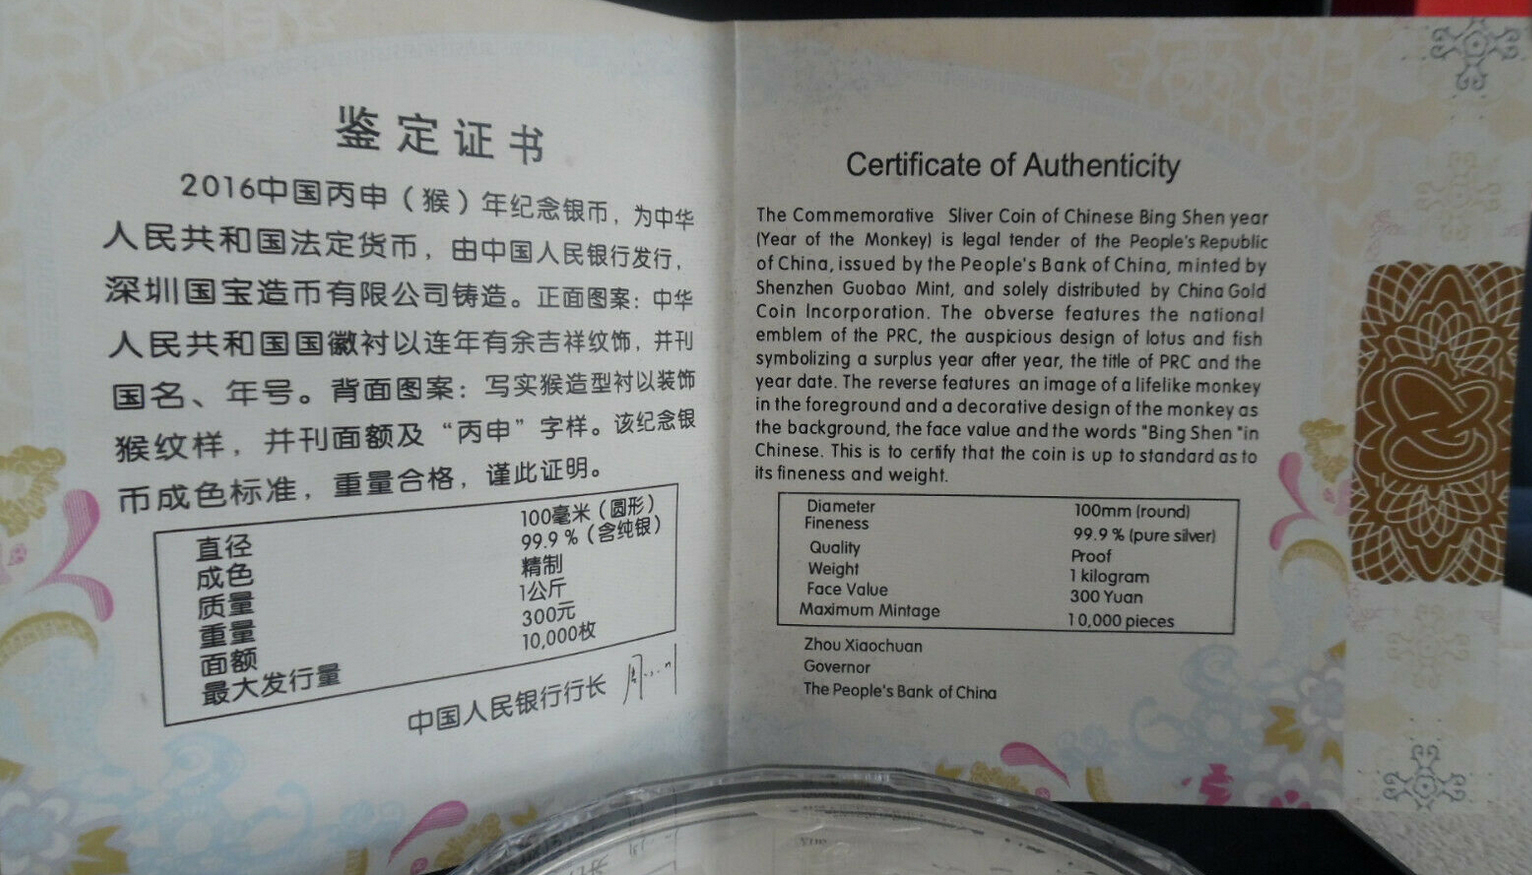 鉴定证书
2016中国丙申（猴）年纪念银币，为中华
人民共和国法定货币，由中国人民银行发行，
深圳国宝造币有限公司铸造。正面图案：中华
人民共和国国徽衬以连年有余吉祥纹饰，并刊
国名、年号。背面图案：写实猴造型衬以装饰
猴纹样，并刊面额及“丙申”字样。该纪念银
币成色标准，重量合格，谨此证明。
直径 100毫米（圆形）
成色 99.9％（含纯银）
质量 精制
重量 1公斤
面额 300元
最大发行量 10,000枚
中国人民银行行长
Certificate of Authenticity
The Commemorative Sliver Coin of Chinese Bing Shen year
(Year of the Monkey) is legal tender of the People's Republic
of China, issued by the People's Bank of China, minted by
Shenzhen Guobao Mint, and solely distributed by China Gold
Coin Incorporation. The obverse features the national
emblem of the PRC, the auspicious design of lotus and fish
symbolizing a surplus year after year, the title of PRC and the
year date. The reverse features an image of a lifelike monkey
in the foreground and a decorative design of the monkey as
the background, the face value and the words "Bing Shen "in
Chinese. This is to certify that the coin is up to standard as to
its fineness and weight.
Diameter 100mm (round)
Fineness 99.9 % (pure silver)
Quality Proof
Weight 1 kilogram
Face Value 300 Yuan
Maximum Mintage 10,000 pieces
Zhou Xiaochuan
Governor
The People's Bank of China